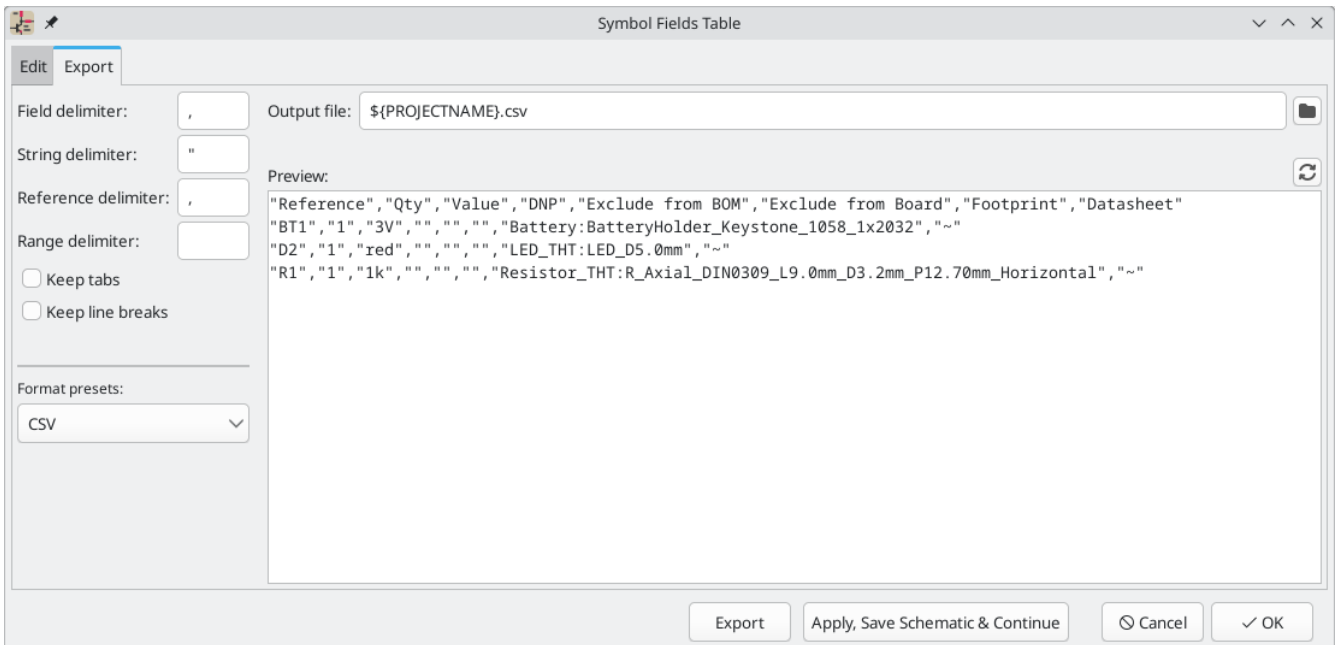 Symbol Fields Table
Edit Export
Field delimiter: ,
Output file: ${PROJECTNAME}.csv
String delimiter: "
Preview:
Reference delimiter: ,
Range delimiter:
Keep tabs
Keep line breaks
"Reference","Qty","Value","DNP","Exclude from BOM","Exclude from Board","Footprint","Datasheet"
"BT1","1","3V","","","","Battery:BatteryHolder_Keystone_1058_1x2032","~"
"D2","1","red","","","","LED_THT:LED_D5.0mm","~"
"R1","1","1k","","","","Resistor_THT:R_Axial_DIN0309_L9.0mm_D3.2mm_P12.70mm_Horizontal","~"
Format presets:
CSV
Export Apply, Save Schematic & Continue Cancel OK